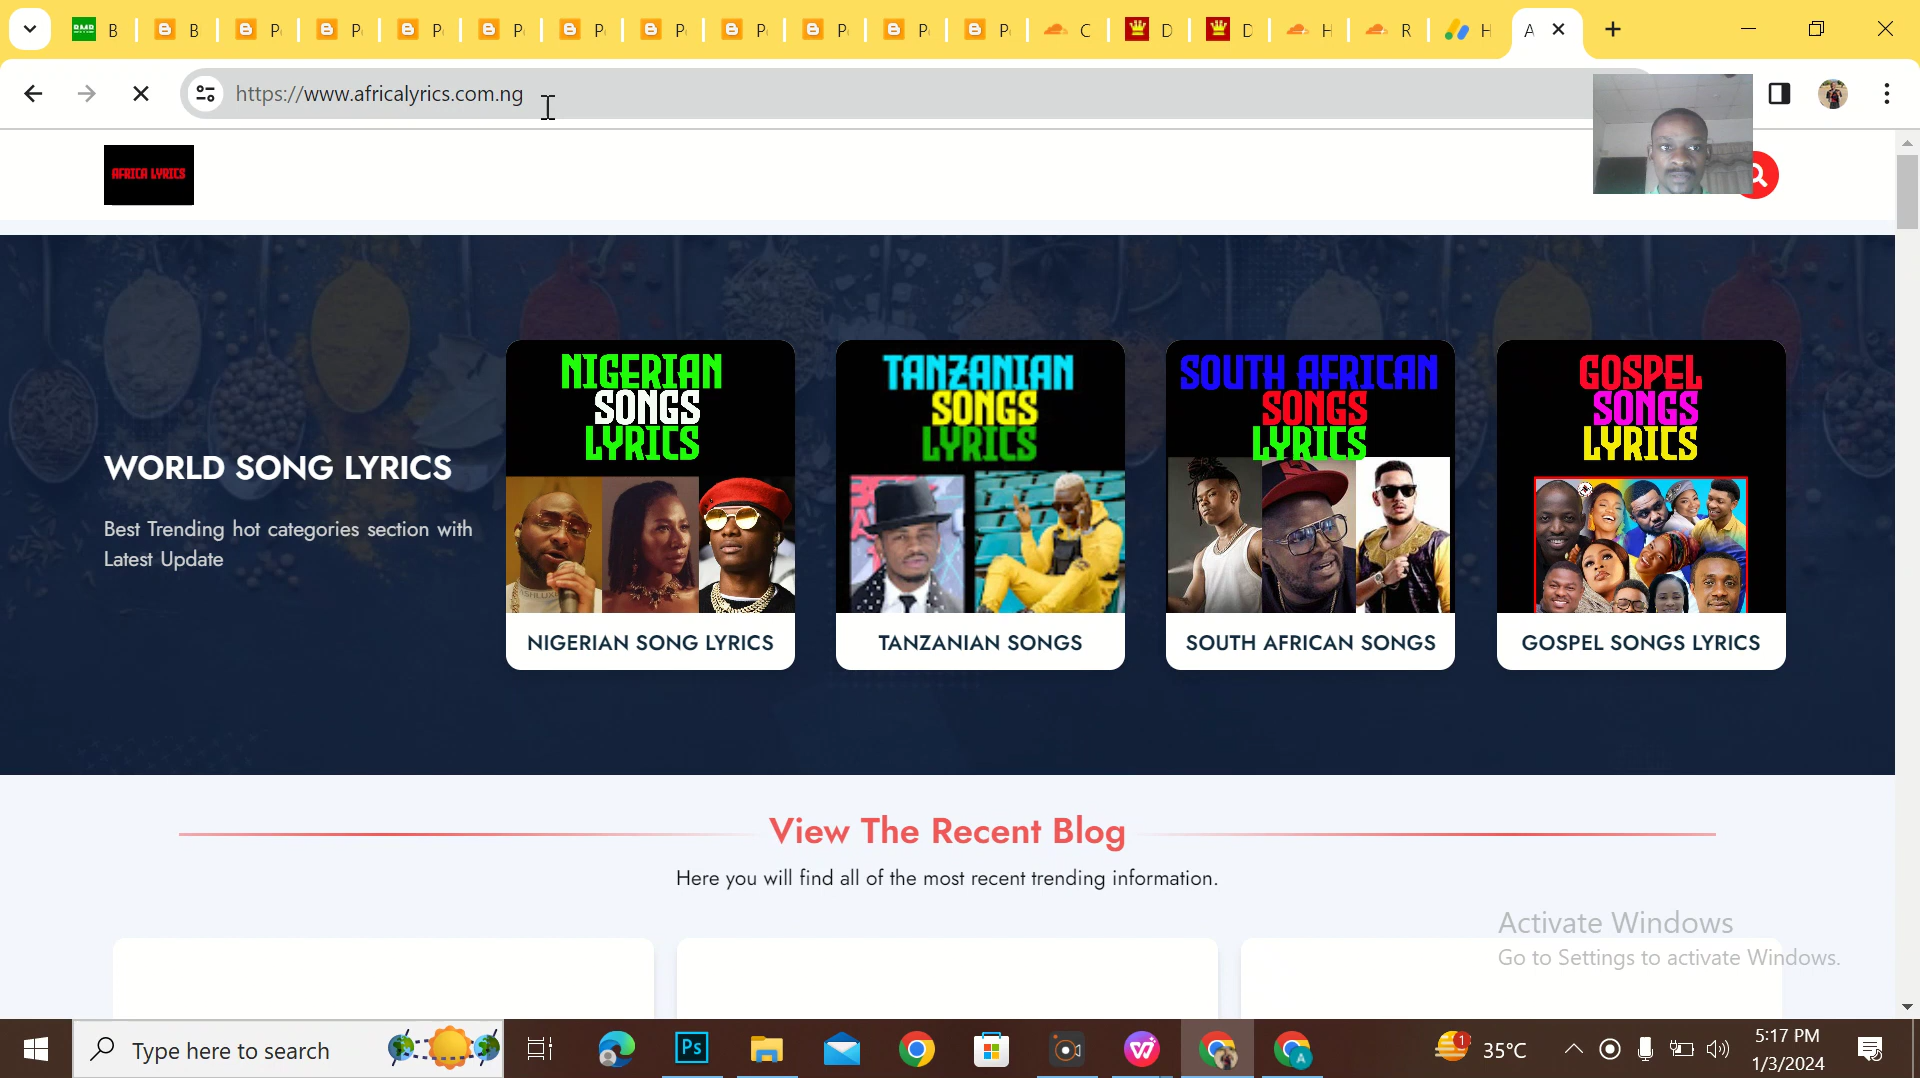 B
B
P
P
P
P
P
P
P
P
P
P
C
D
D
H
R
H
A
https://www.africalyrics.com.ng
AFRICA LYRICS
WORLD SONG LYRICS
Best Trending hot categories section with
Latest Update
NIGERIAN
SONGS
LYRICS
NIGERIAN SONG LYRICS
TANZANIAN
SONGS
LYRICS
TANZANIAN SONGS
SOUTH AFRICAN
SONGS
LYRICS
SOUTH AFRICAN SONGS
GOSPEL
SONGS
LYRICS
GOSPEL SONGS LYRICS
View The Recent Blog
Here you will find all of the most recent trending information.
Activate Windows
Go to Settings to activate Windows.
Type here to search
Ps
A
1
35°C
5:17 PM
1/3/2024